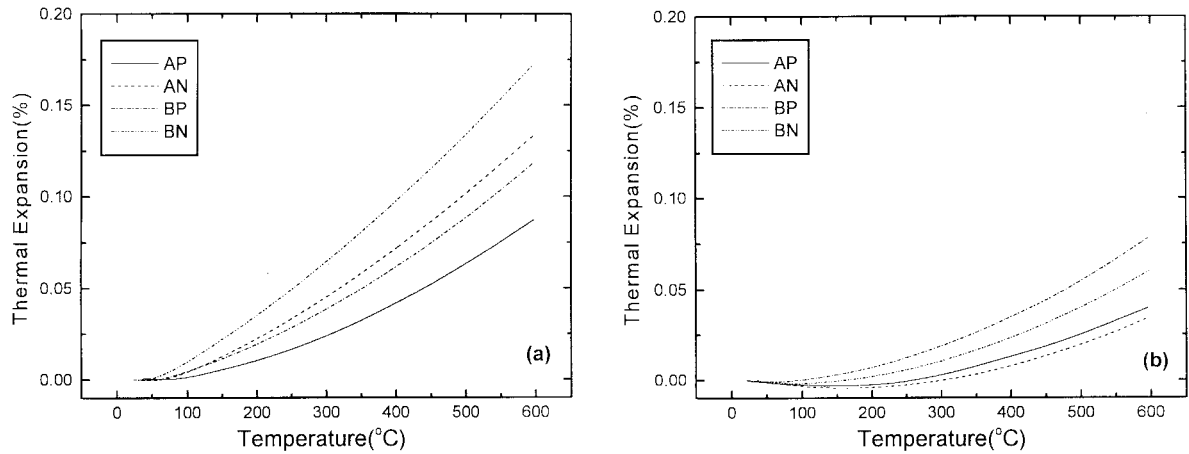 0.20
0.15
0.10
0.05
0.00
Thermal Expansion(%)
AP
AN
BP
BN
(a)
0 100 200 300 400 500 600
Temperature(°C)
0.20
0.15
0.10
0.05
0.00
Thermal Expansion(%)
AP
AN
BP
BN
(b)
0 100 200 300 400 500 600
Temperature(°C)